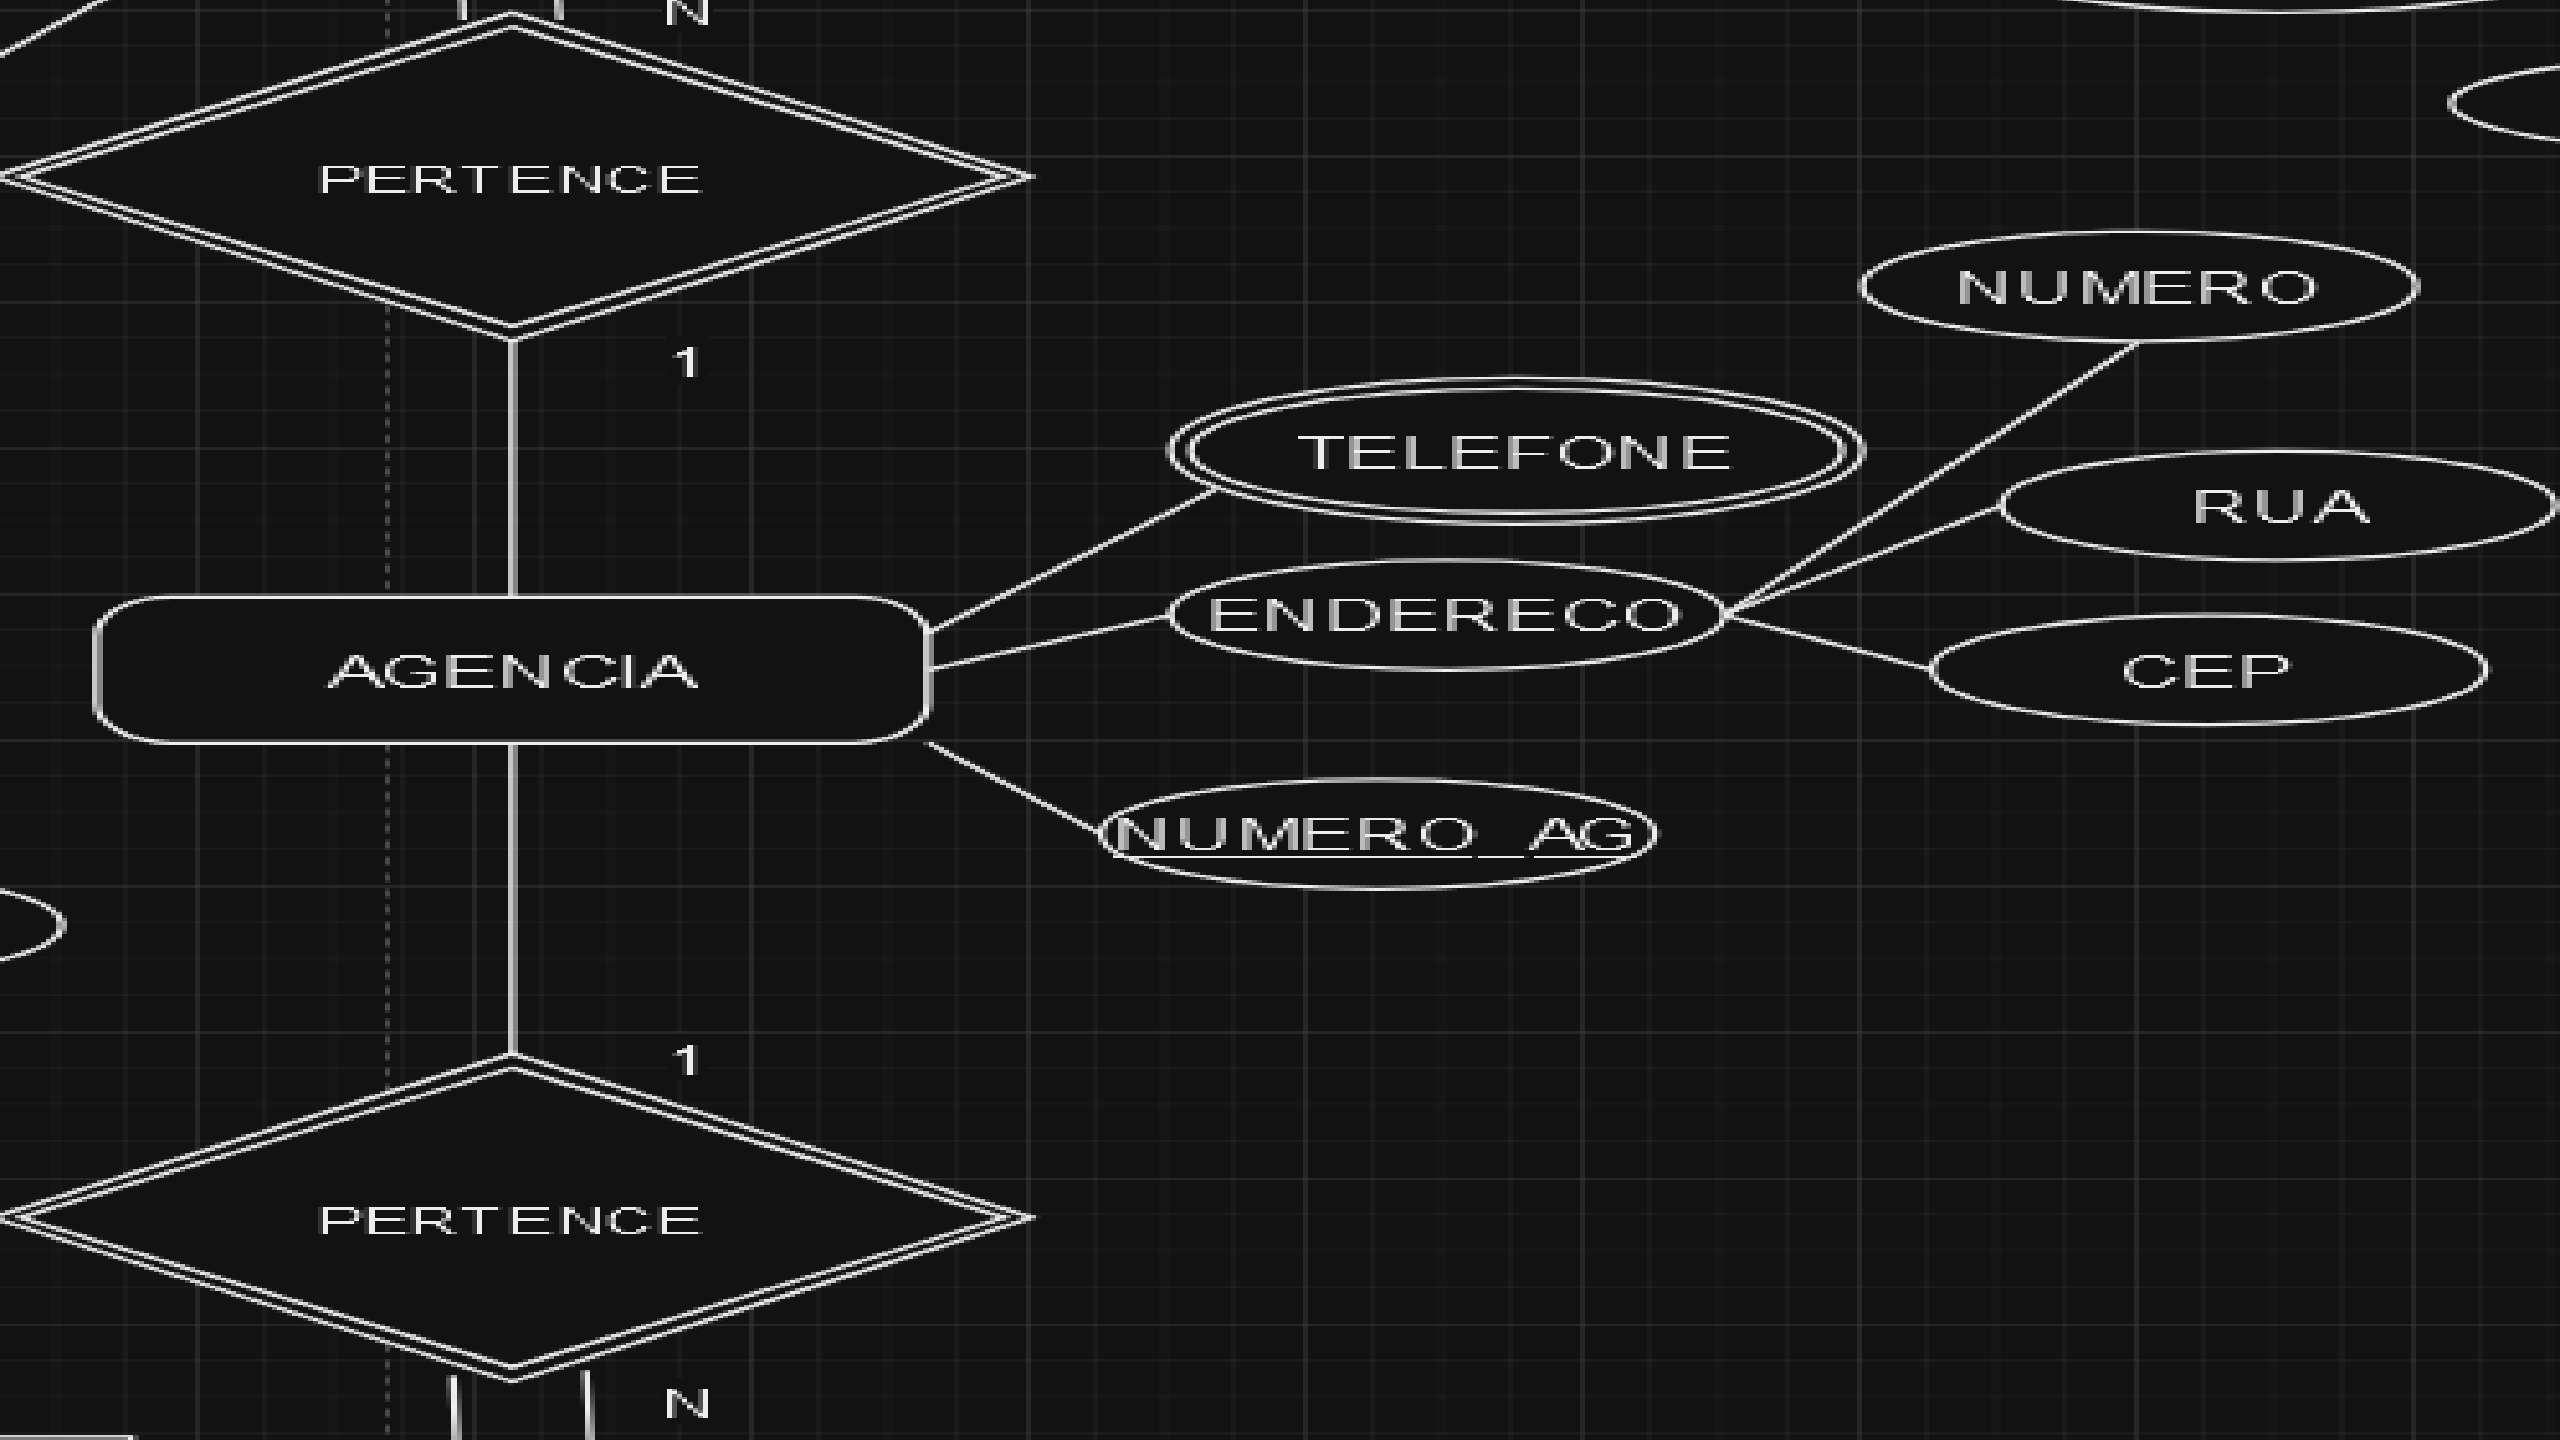 N
PERTENCE
NUMERO
1
TELEFONE
RUA
ENDERECO
AGENCIA
CEP
NUMERO_AG
1
PERTENCE
N